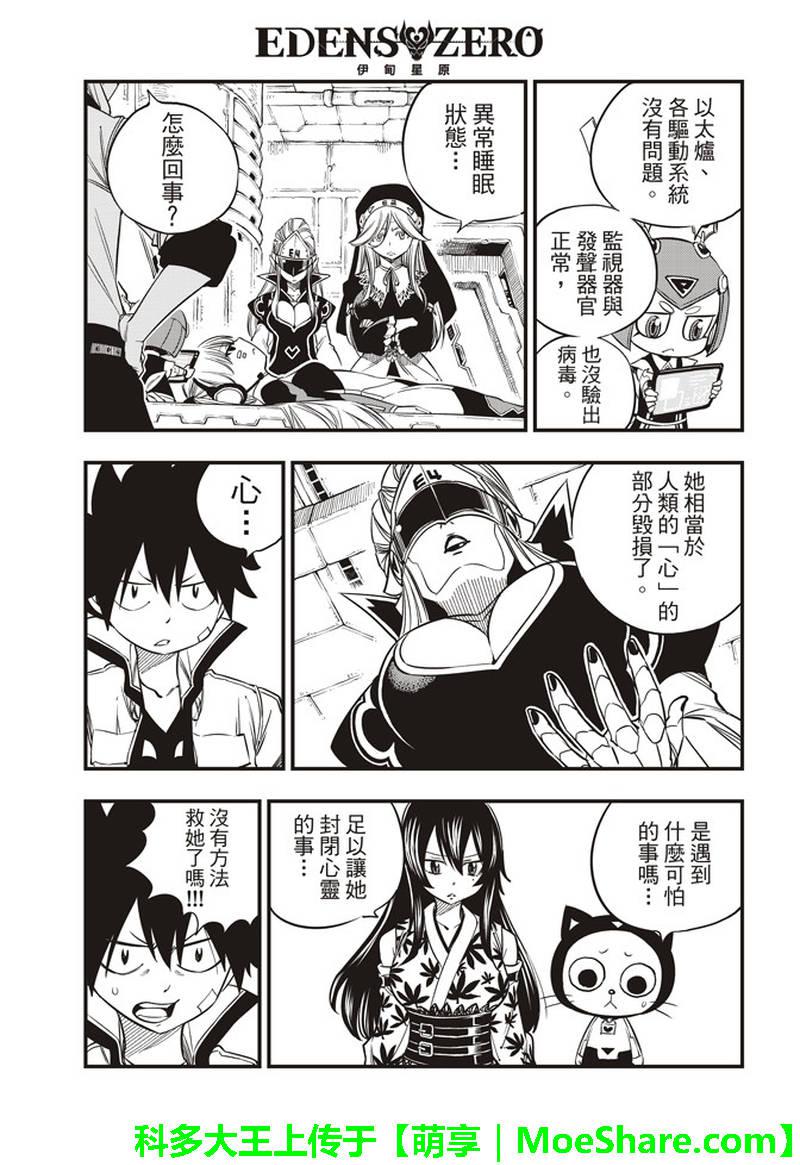 EDENS ZERO
伊甸星原
以太爐、
各驅動系統
沒有問題。
監視器與
發聲器官
正常，
也沒驗出
病毒。
異常睡眠
狀態…
怎麼回事?
E4
她相當於
人類的「心」的
部分毀損了。
E4
心…
是遇到
什麼可怕
的事嗎…
足以讓她
封閉心靈
的事…
沒有方法
救她了嗎!!!
科多大王上传于【萌享 | MoeShare.com】